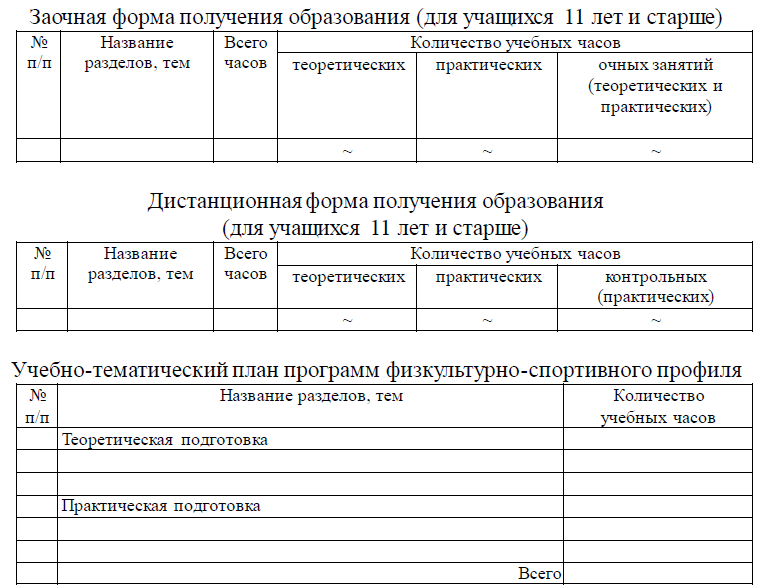 Заочная форма получения образования (для учащихся 11 лет и старше)
№ п/п
Название разделов, тем
Всего часов
Количество учебных часов
теоретических
практических
очных занятий (теоретических и практических)
~
~
~
Дистанционная форма получения образования
(для учащихся 11 лет и старше)
№ п/п
Название разделов, тем
Всего часов
Количество учебных часов
теоретических
практических
контрольных (практических)
~
~
~
Учебно-тематический план программ физкультурно-спортивного профиля
№ п/п
Название разделов, тем
Количество учебных часов
Теоретическая подготовка
Практическая подготовка
Всего